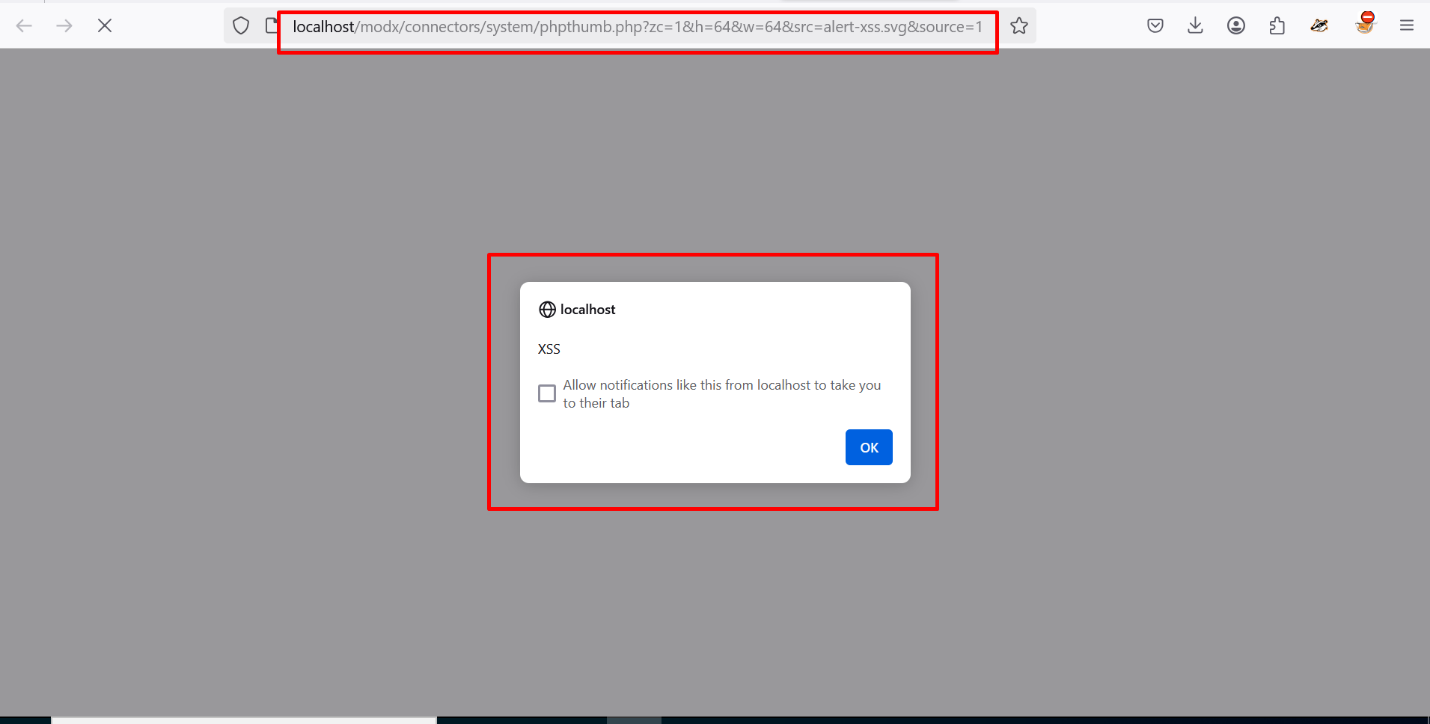 localhost/modx/connectors/system/phpthumb.php?zc=1&h=64&w=64&src=alert-xss.svg&source=1
localhost
XSS
Allow notifications like this from localhost to take you
to their tab
OK